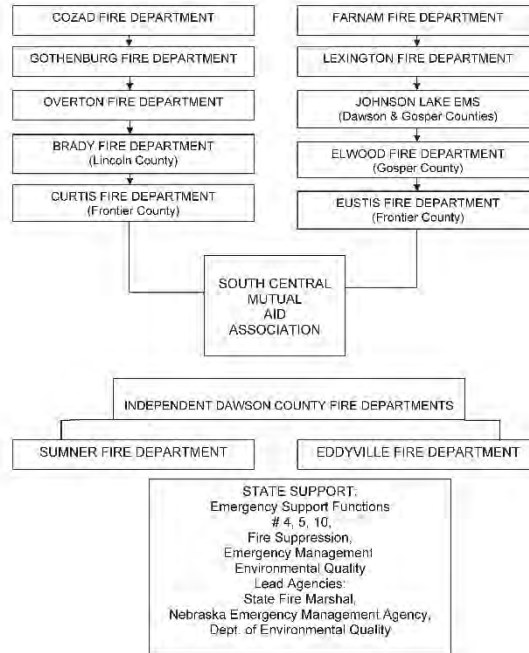 COZAD FIRE DEPARTMENT
GOTHENBURG FIRE DEPARTMENT
OVERTON FIRE DEPARTMENT
BRADY FIRE DEPARTMENT
(Lincoln County)
CURTIS FIRE DEPARTMENT
(Frontier County)
FARNAM FIRE DEPARTMENT
LEXINGTON FIRE DEPARTMENT
JOHNSON LAKE EMS
(Dawson & Gosper Counties)
ELWOOD FIRE DEPARTMENT
(Gosper County)
EUSTIS FIRE DEPARTMENT
(Frontier County)
SOUTH CENTRAL
MUTUAL
AID
ASSOCIATION
INDEPENDENT DAWSON COUNTY FIRE DEPARTMENTS
SUMNER FIRE DEPARTMENT
EDDYVILLE FIRE DEPARTMENT
STATE SUPPORT:
Emergency Support Functions
# 4, 5, 10,
Fire Suppression,
Emergency Management
Environmental Quality
Lead Agencies:
State Fire Marshal,
Nebraska Emergency Management Agency,
Dept. of Environmental Quality